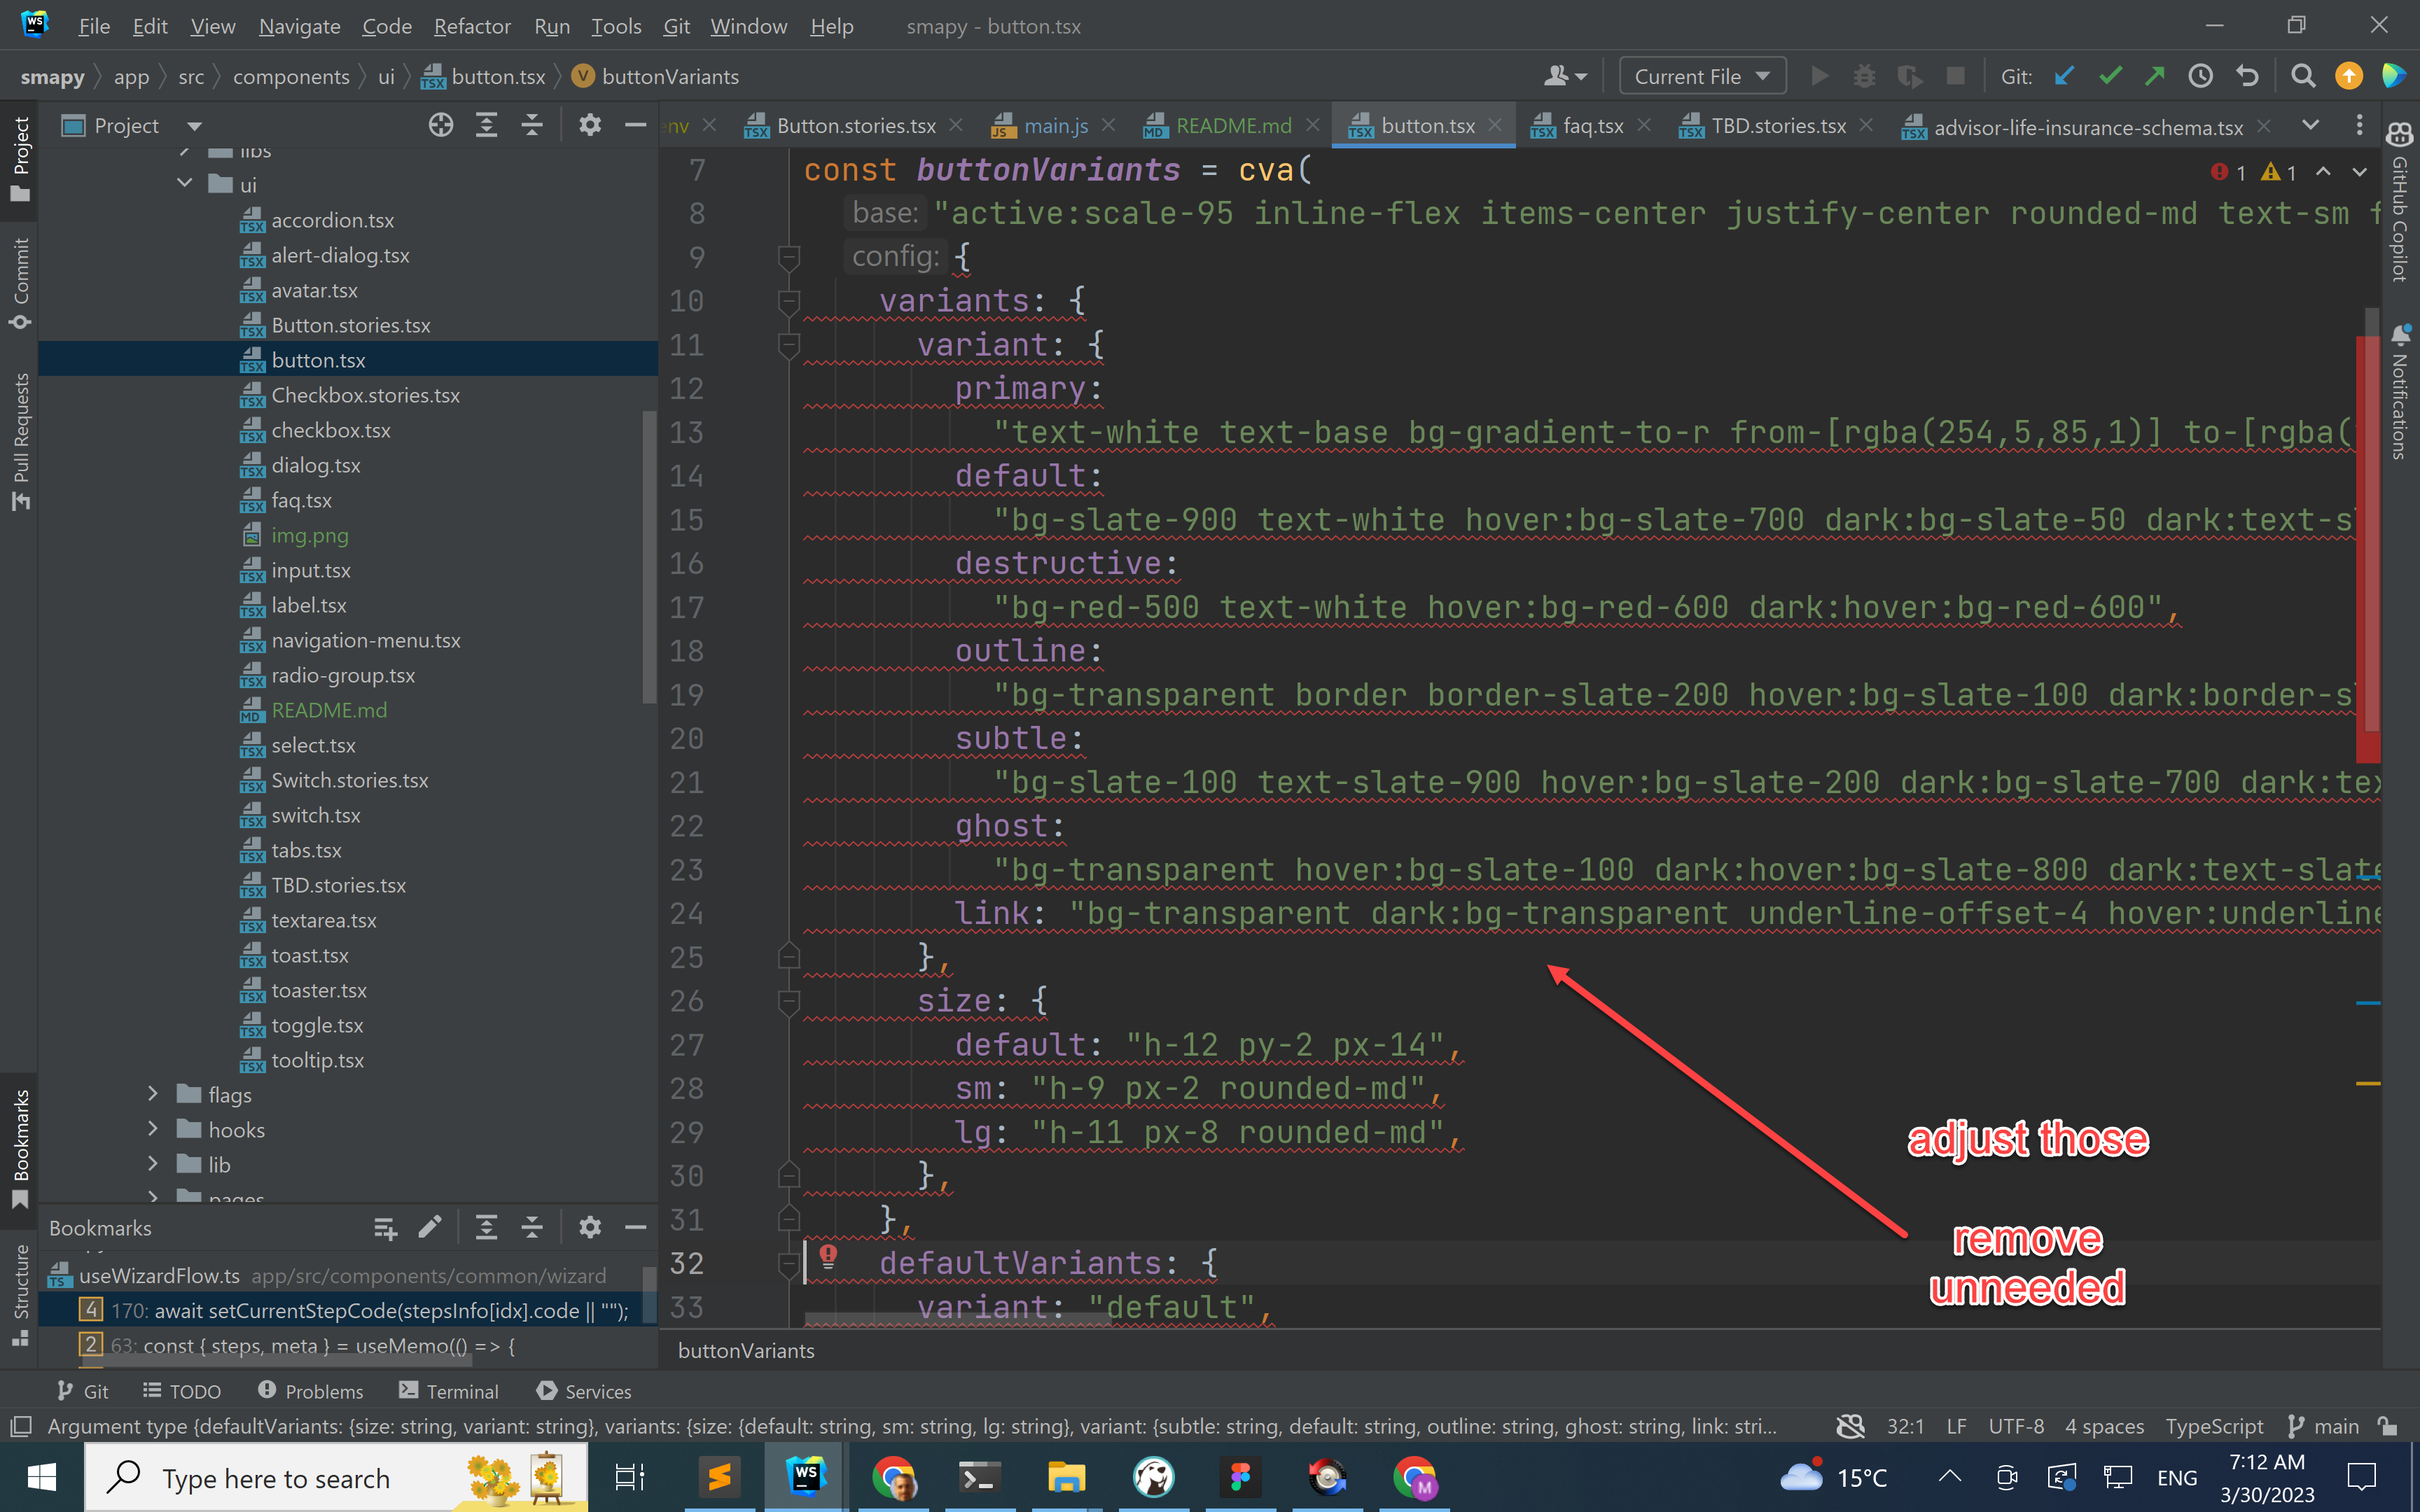 File Edit View Navigate Code Refactor Run Tools Git Window Help smapy - button.tsx
smapy app src components ui button.tsx buttonVariants Current File Git:
Project
env Button.stories.tsx main.js README.md button.tsx faq.tsx TBD.stories.tsx advisor-life-insurance-schema.tsx
libs
ui
accordion.tsx
alert-dialog.tsx
avatar.tsx
Button.stories.tsx
button.tsx
Checkbox.stories.tsx
checkbox.tsx
dialog.tsx
faq.tsx
img.png
input.tsx
label.tsx
navigation-menu.tsx
radio-group.tsx
README.md
select.tsx
Switch.stories.tsx
switch.tsx
tabs.tsx
TBD.stories.tsx
textarea.tsx
toast.tsx
toaster.tsx
toggle.tsx
tooltip.tsx
flags
hooks
lib
pages
Project
Commit
Pull Requests
Bookmarks
Structure
7 const buttonVariants = cva(
1 1
8 base: "active:scale-95 inline-flex items-center justify-center rounded-md text-sm f
9 config: {
10 variants: {
11 variant: {
12 primary:
13 "text-white text-base bg-gradient-to-r from-[rgba(254,5,85,1)] to-[rgba(
14 default:
15 "bg-slate-900 text-white hover:bg-slate-700 dark:bg-slate-50 dark:text-sl
16 destructive:
17 "bg-red-500 text-white hover:bg-red-600 dark:hover:bg-red-600",
18 outline:
19 "bg-transparent border border-slate-200 hover:bg-slate-100 dark:border-sl
20 subtle:
21 "bg-slate-100 text-slate-900 hover:bg-slate-200 dark:bg-slate-700 dark:tex
22 ghost:
23 "bg-transparent hover:bg-slate-100 dark:hover:bg-slate-800 dark:text-slate
24 link: "bg-transparent dark:bg-transparent underline-offset-4 hover:underline
25 },
26 size: {
27 default: "h-12 py-2 px-14",
28 sm: "h-9 px-2 rounded-md",
29 lg: "h-11 px-8 rounded-md",
30 },
31 },
32 defaultVariants: {
33 variant: "default",
adjust those
remove
unneeded
GitHub Copilot
Notifications
Bookmarks
useWizardFlow.ts app/src/components/common/wizard
4 170: await setCurrentStepCode(stepsInfo[idx].code || "");
2 63: const { steps, meta } = useMemo(() => {
buttonVariants
Git TODO Problems Terminal Services
Argument type {defaultVariants: {size: string, variant: string}, variants: {size: {default: string, sm: string, lg: string}, variant: {subtle: string, default: string, outline: string, ghost: string, link: stri... 32:1 LF UTF-8 4 spaces TypeScript main
Type here to search
15°C ENG
7:12 AM
3/30/2023